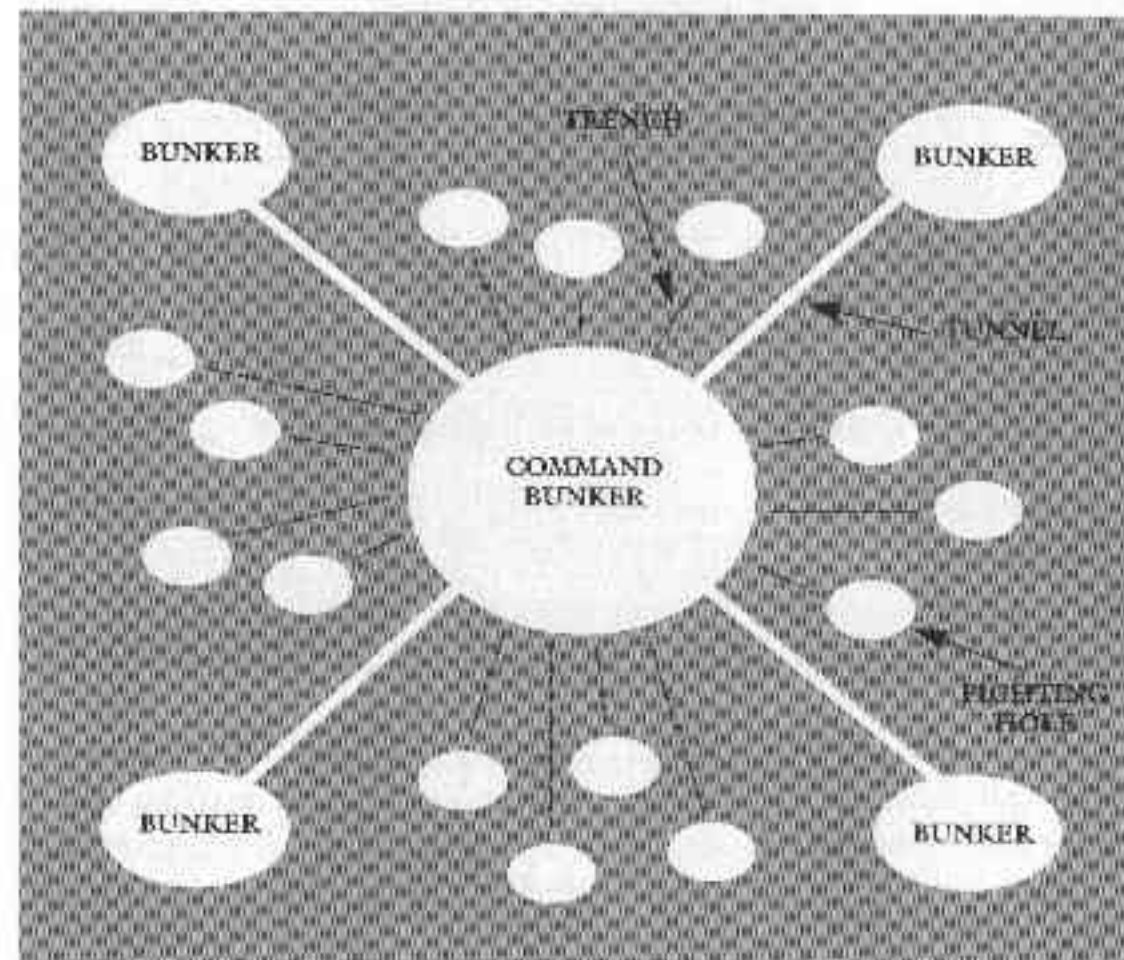 BUNKER
TRENCH
BUNKER
TUNNEL
COMMAND
BUNKER
FIGHTING
HOLE
BUNKER
BUNKER